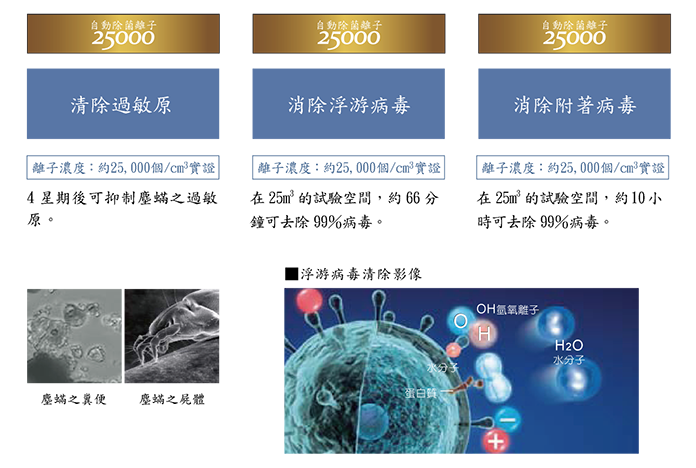 自動除菌離子
25000
清除過敏原
離子濃度：約25,000個/cm³實證
4 星期後可抑制塵螨之過敏
原。
自動除菌離子
25000
消除浮游病毒
離子濃度：約25,000個/cm³實證
在 25m³ 的試驗空間，約 66 分
鐘可去除 99%病毒。
自動除菌離子
25000
消除附著病毒
離子濃度：約25,000個/cm³實證
在 25m³ 的試驗空間，約 10 小
時可去除 99%病毒。
塵螨之糞便
塵螨之屍體
■浮游病毒清除影像
OH氫氧離子
O
H
H2O
水分子
水分子
蛋白質
−
+